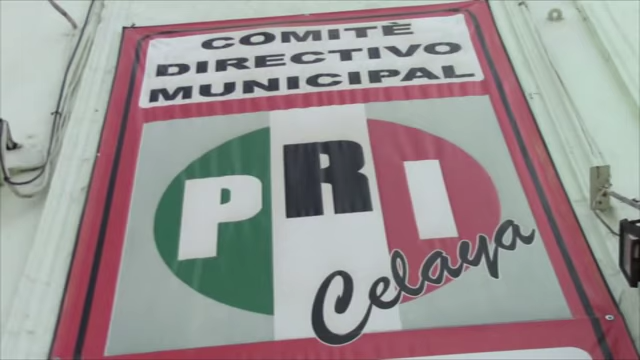 COMITÈ
DIRECTIVO
MUNICIPAL
PRI
Celaya